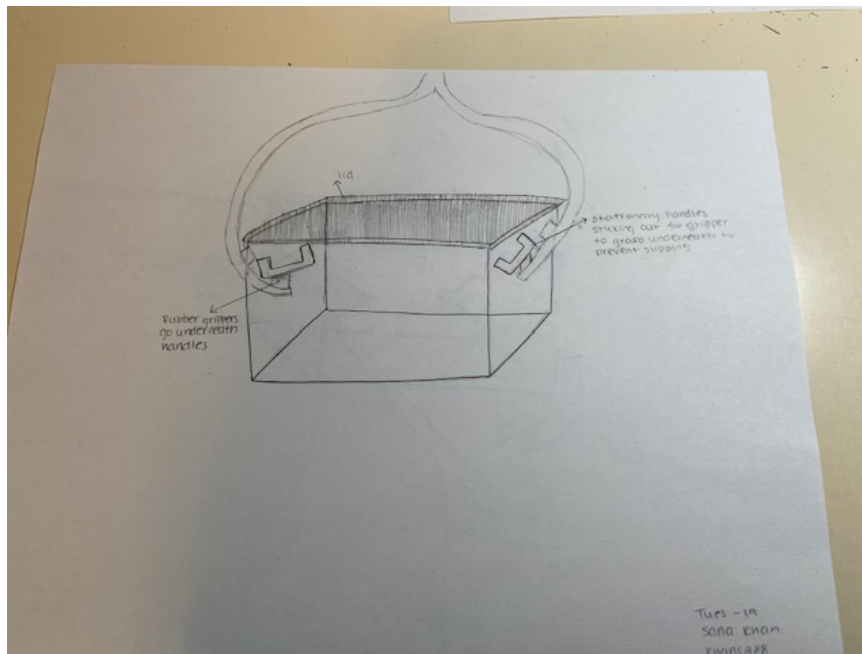 lid
stationary handles
sticking out for gripper
to grasp underneath to
prevent slipping
Rubber grippers
go underneath
handles
Tues - 19
Sana Khan